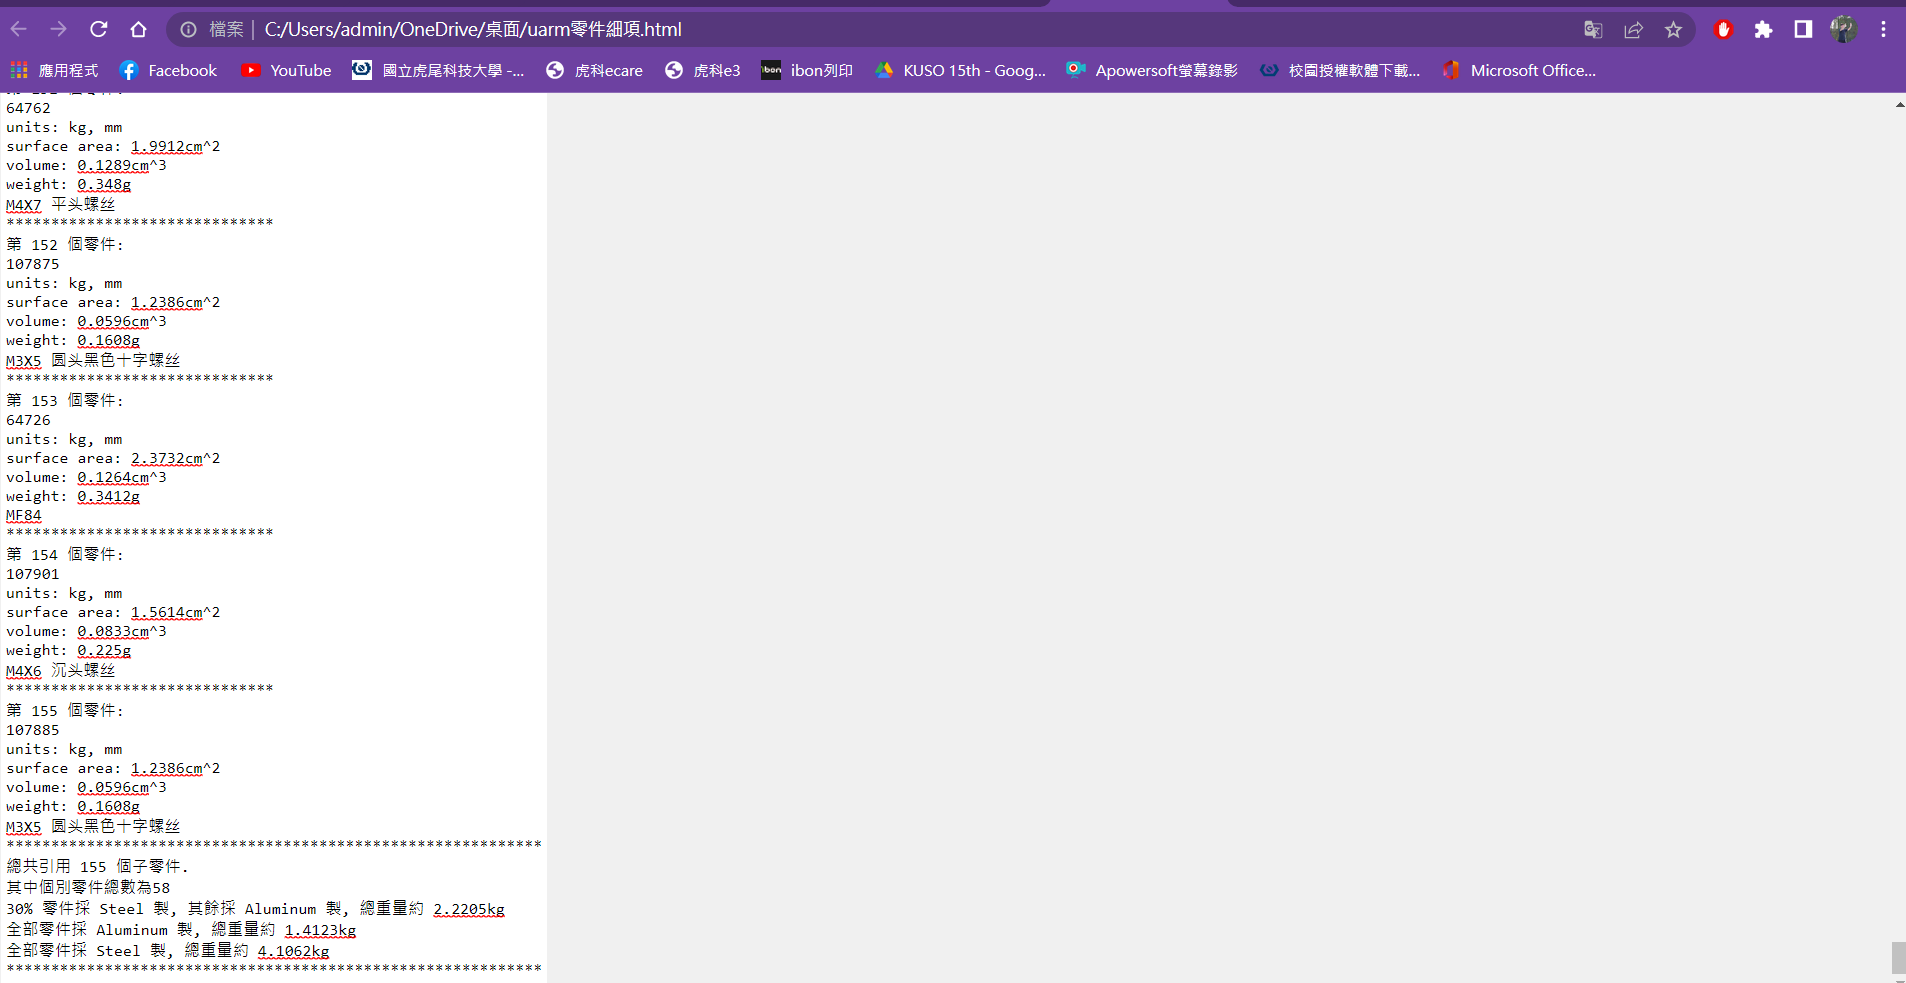 檔案 C:/Users/admin/OneDrive/桌面/uarm零件細項.html
應用程式 Facebook YouTube 國立虎尾科技大學 -... 虎科ecare 虎科e3 ibon ibon列印 KUSO 15th - Goog... Apowersoft螢幕錄影 校園授權軟體下載... Microsoft Office...
64762
units: kg, mm
surface area: 1.9912cm^2
volume: 0.1289cm^3
weight: 0.348g
M4X7 平头螺丝
******************************
第 152 個零件:
107875
units: kg, mm
surface area: 1.2386cm^2
volume: 0.0596cm^3
weight: 0.1608g
M3X5 圆头黑色十字螺丝
******************************
第 153 個零件:
64726
units: kg, mm
surface area: 2.3732cm^2
volume: 0.1264cm^3
weight: 0.3412g
MF84
******************************
第 154 個零件:
107901
units: kg, mm
surface area: 1.5614cm^2
volume: 0.0833cm^3
weight: 0.225g
M4X6 沉头螺丝
******************************
第 155 個零件:
107885
units: kg, mm
surface area: 1.2386cm^2
volume: 0.0596cm^3
weight: 0.1608g
M3X5 圆头黑色十字螺丝
************************************************************
總共引用 155 個子零件.
其中個別零件總數為58
30% 零件採 Steel 製, 其餘採 Aluminum 製, 總重量約 2.2205kg
全部零件採 Aluminum 製, 總重量約 1.4123kg
全部零件採 Steel 製, 總重量約 4.1062kg
************************************************************